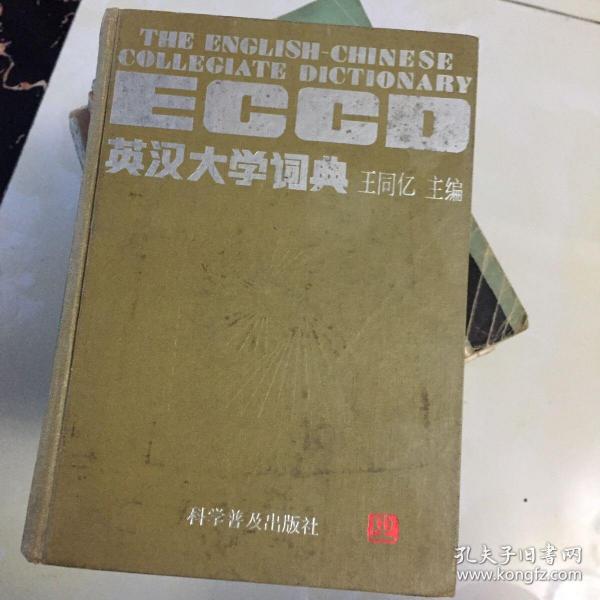 THE ENGLISH-CHINESE
COLLEGIATE DICTIONARY
ECCD
英汉大学词典 王同亿 主编
科学普及出版社
孔夫子旧书网
www.kongfz.com